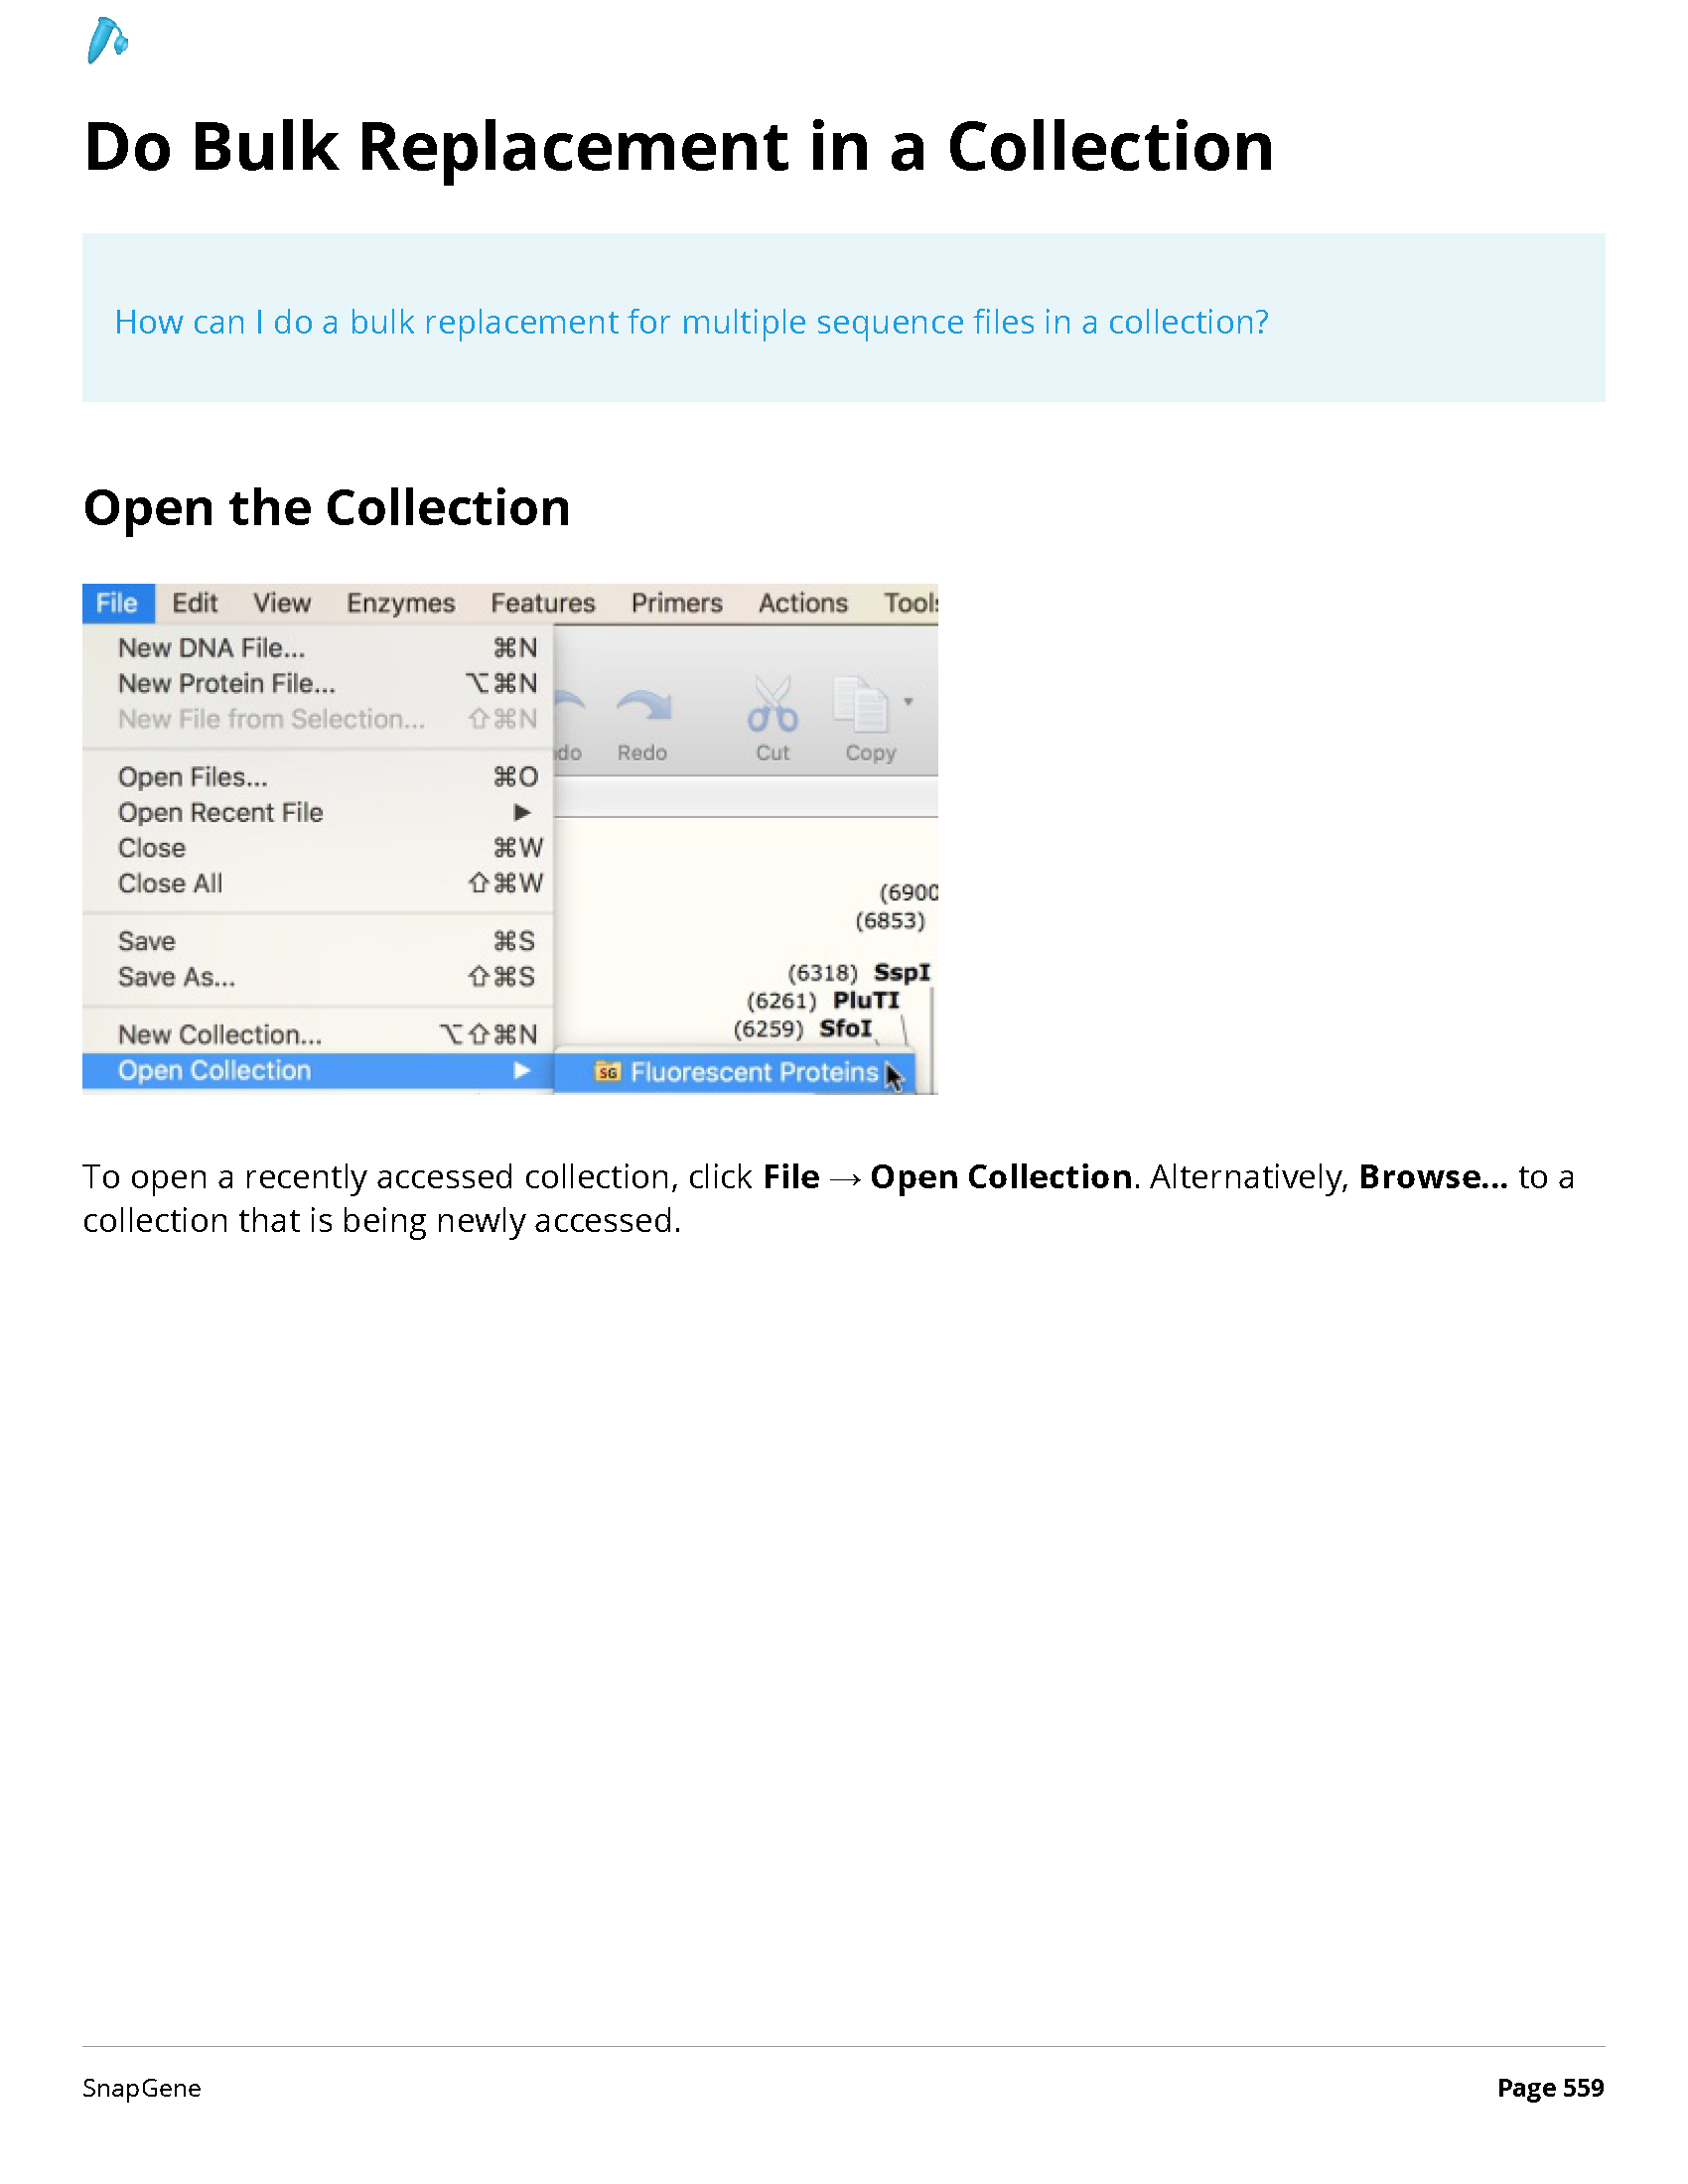 Do Bulk Replacement in a Collection
How can I do a bulk replacement for multiple sequence files in a collection?
Open the Collection
File Edit View Enzymes Features Primers Actions
New DNA File... ⌘N
New Protein File... ⌥⌘N
New File from Selection... ⇧⌘N
Redo Cut Copy
Open Files... ⌘O
Open Recent File ▶
Close ⌘W
Close All ⇧⌘W
(6900
(6853)
Save ⌘S
Save As... ⇧⌘S
(6318) SspI
(6261) PluTI
(6259) SfoI
New Collection... ⌥⇧⌘N
Open Collection ▶ SG Fluorescent Proteins
To open a recently accessed collection, click File → Open Collection. Alternatively, Browse... to a
collection that is being newly accessed.
SnapGene Page 559